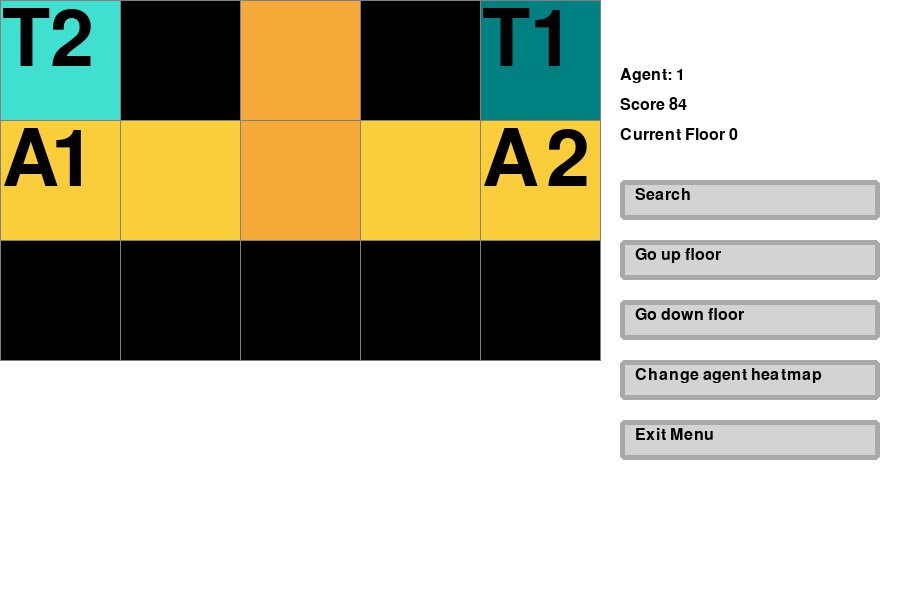 T2
T1
A1
A2
Agent: 1
Score 84
Current Floor 0
Search
Go up floor
Go down floor
Change agent heatmap
Exit Menu